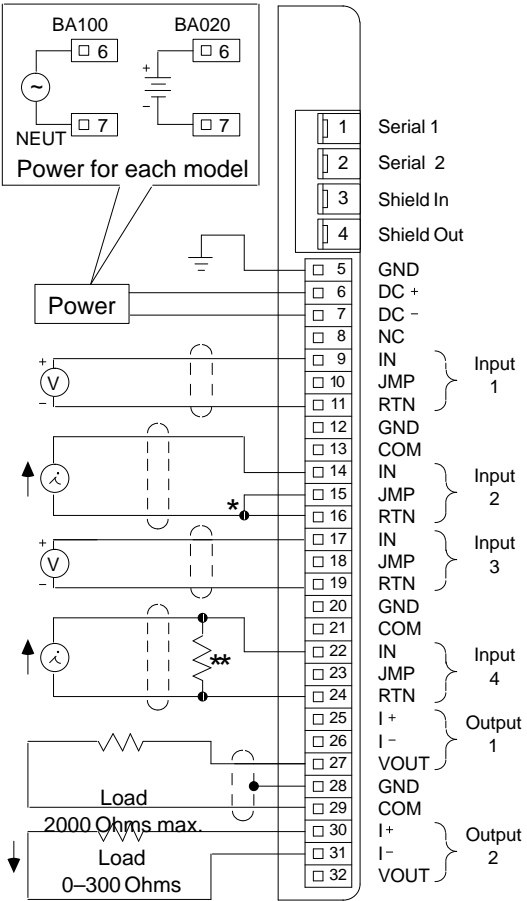 BA100 BA020
6 6
+
~
−
7 7
NEUT
Power for each model
1 Serial 1
2 Serial 2
3 Shield In
4 Shield Out
5 GND
Power
6 DC +
7 DC −
8 NC
+ V −
9 IN
10 JMP
11 RTN
Input 1
12 GND
13 COM
i
14 IN
* 15 JMP
16 RTN
Input 2
+ V −
17 IN
18 JMP
19 RTN
Input 3
20 GND
21 COM
i
22 IN
** 23 JMP
24 RTN
Input 4
25 I +
26 I −
27 VOUT
Output 1
28 GND
Load
29 COM
2000 Ohms max.
30 I+
31 I−
32 VOUT
Output 2
Load
0–300 Ohms